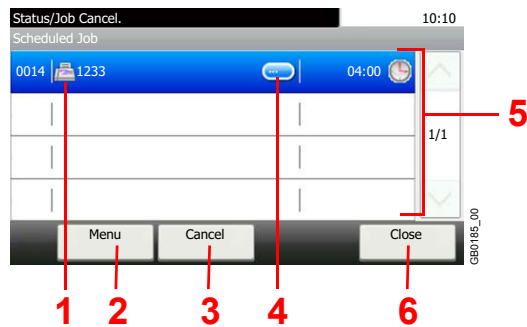 Status/Job Cancel. 10:10
Scheduled Job
0014 1233 ... 04:00
5
1/1
Menu Cancel Close
GB0185_00
1 2 3 4 6